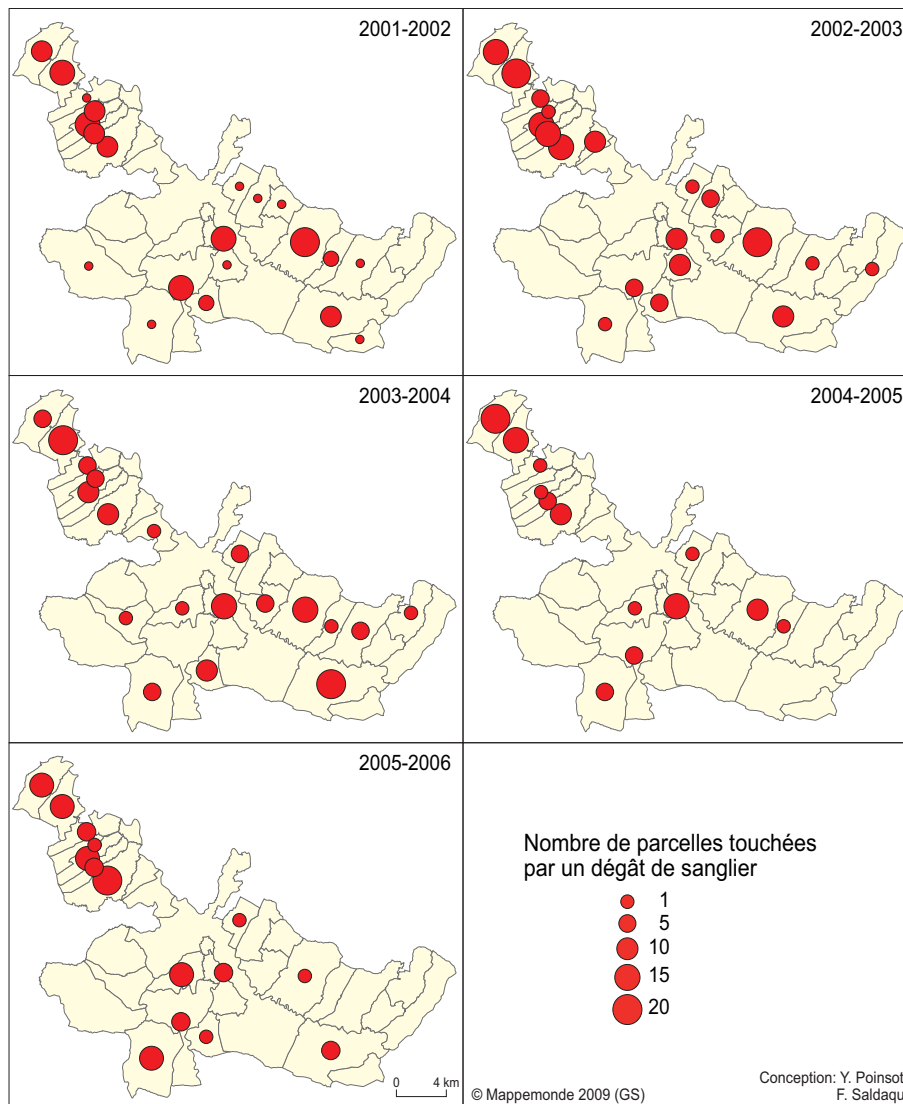 2001-2002
2002-2003
2003-2004
2004-2005
2005-2006
Nombre de parcelles touchées
par un dégât de sanglier
1
5
10
15
20
0 4 km
© Mappemonde 2009 (GS)
Conception: Y. Poinsot
F. Saldaqu